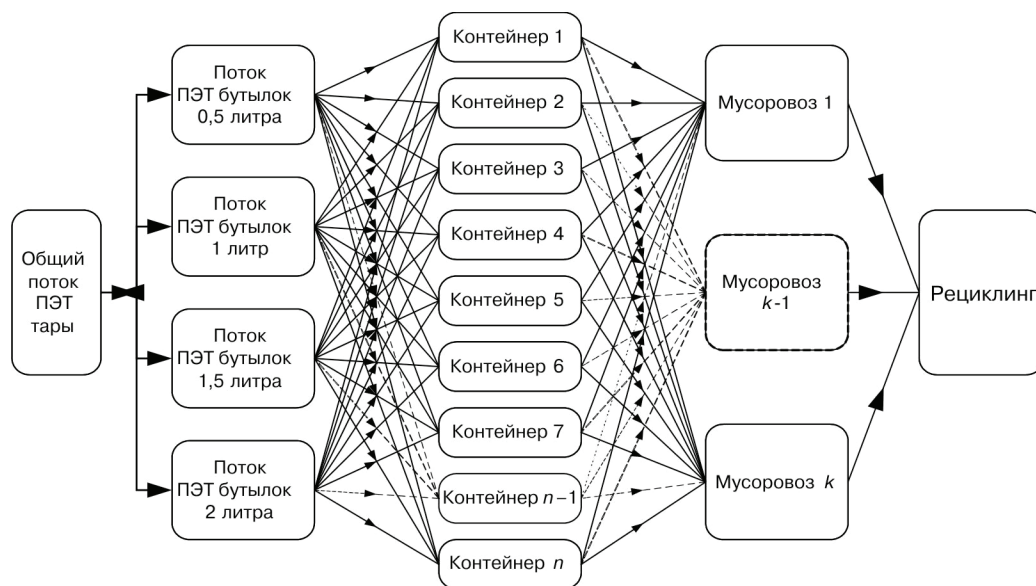 Общий
поток
ПЭТ
тары
Поток
ПЭТ бутылок
0,5 литра
Поток
ПЭТ бутылок
1 литр
Поток
ПЭТ бутылок
1,5 литра
Поток
ПЭТ бутылок
2 литра
Контейнер 1
Контейнер 2
Контейнер 3
Контейнер 4
Контейнер 5
Контейнер 6
Контейнер 7
Контейнер n – 1
Контейнер n
Мусоровоз 1
Мусоровоз
k-1
Мусоровоз k
Рециклинг